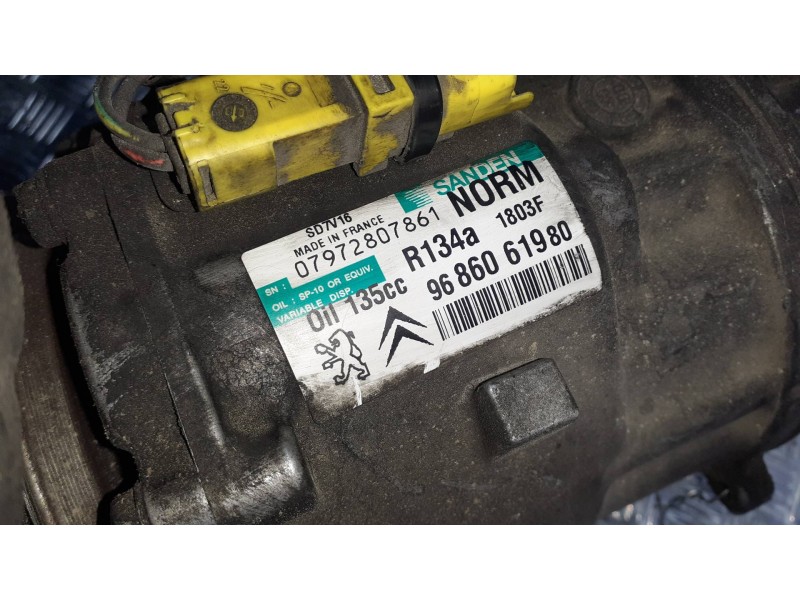 SANDEN
SD7V16
NORM
MADE IN FRANCE
SN :
07972807861
1803F
OIL : SP-10 OR EQUIV.
VARIABLE DISP.
R134a
Oil 135cc
96 860 619 80